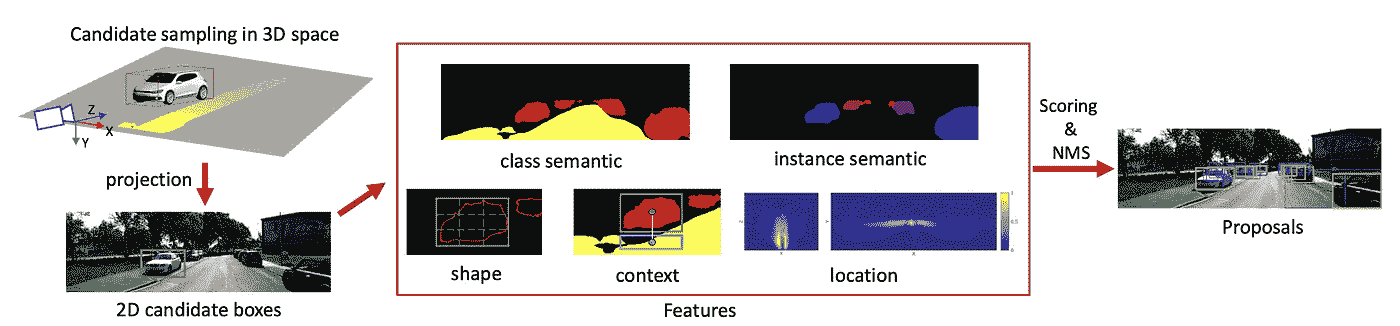 Candidate sampling in 3D space
Z
X
Y
projection
2D candidate boxes
class semantic
instance semantic
shape
context
location
Features
Scoring
&
NMS
Proposals